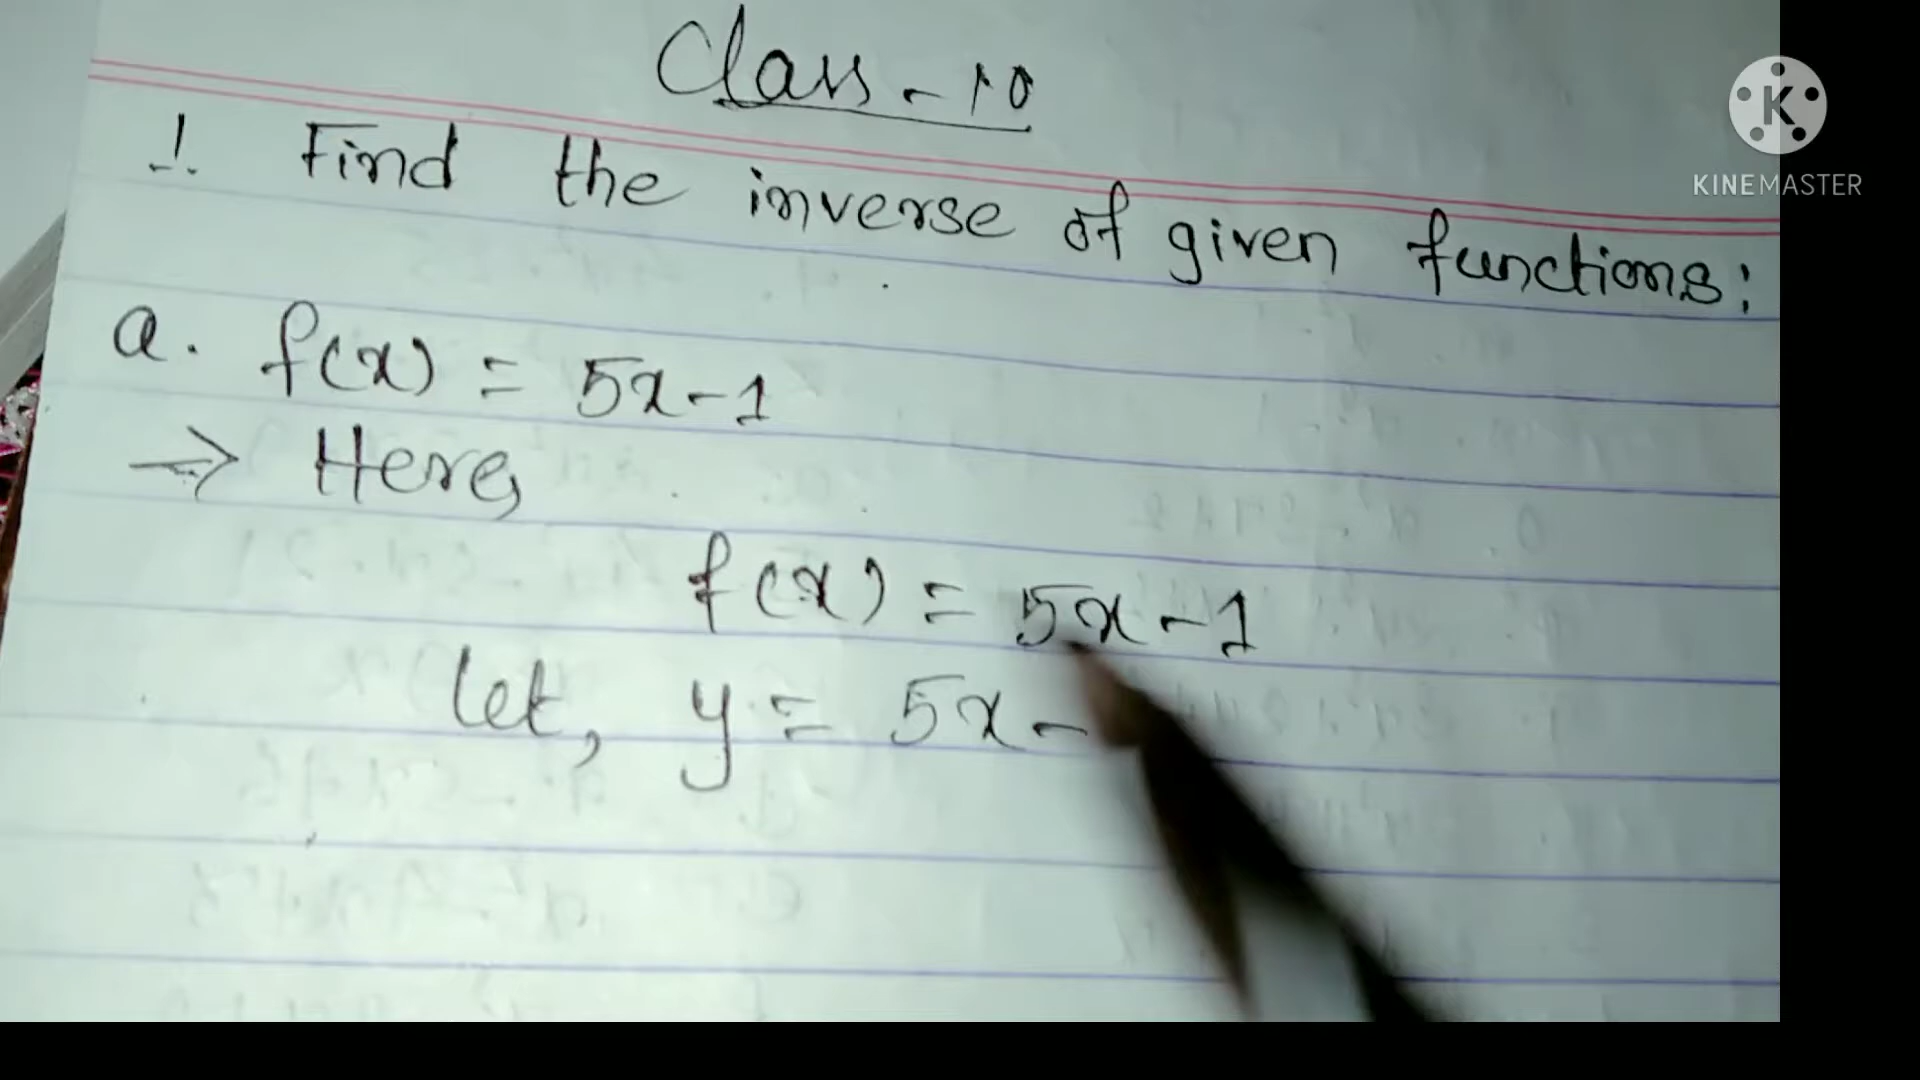 Class - 10
1. Find the inverse of given functions:
a. f(x) = 5x-1
⇒ Here,
f(x) = 5x-1
let, y = 5x-
K
KINEMASTER